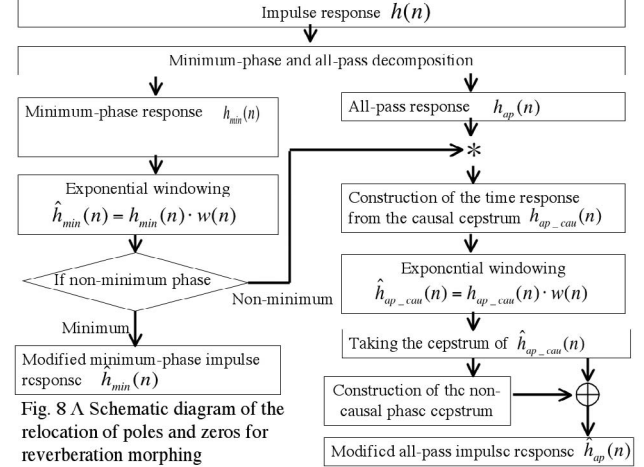 Impulse response h(n)
Minimum-phase and all-pass decomposition
Minimum-phase response h_min(n)
All-pass response h_ap(n)
*
Exponential windowing
ĥ_min(n) = h_min(n) · w(n)
If non-minimum phase
Non-minimum
Minimum
Modified minimum-phase impulse
response ĥ_min(n)
Construction of the time response
from the causal cepstrum h_ap_cau(n)
Exponential windowing
ĥ_ap_cau(n) = h_ap_cau(n) · w(n)
Taking the cepstrum of ĥ_ap_cau(n)
Construction of the non-
causal phase cepstrum
Modified all-pass impulse response ĥ_ap(n)
Fig. 8 A Schematic diagram of the
relocation of poles and zeros for
reverberation morphing